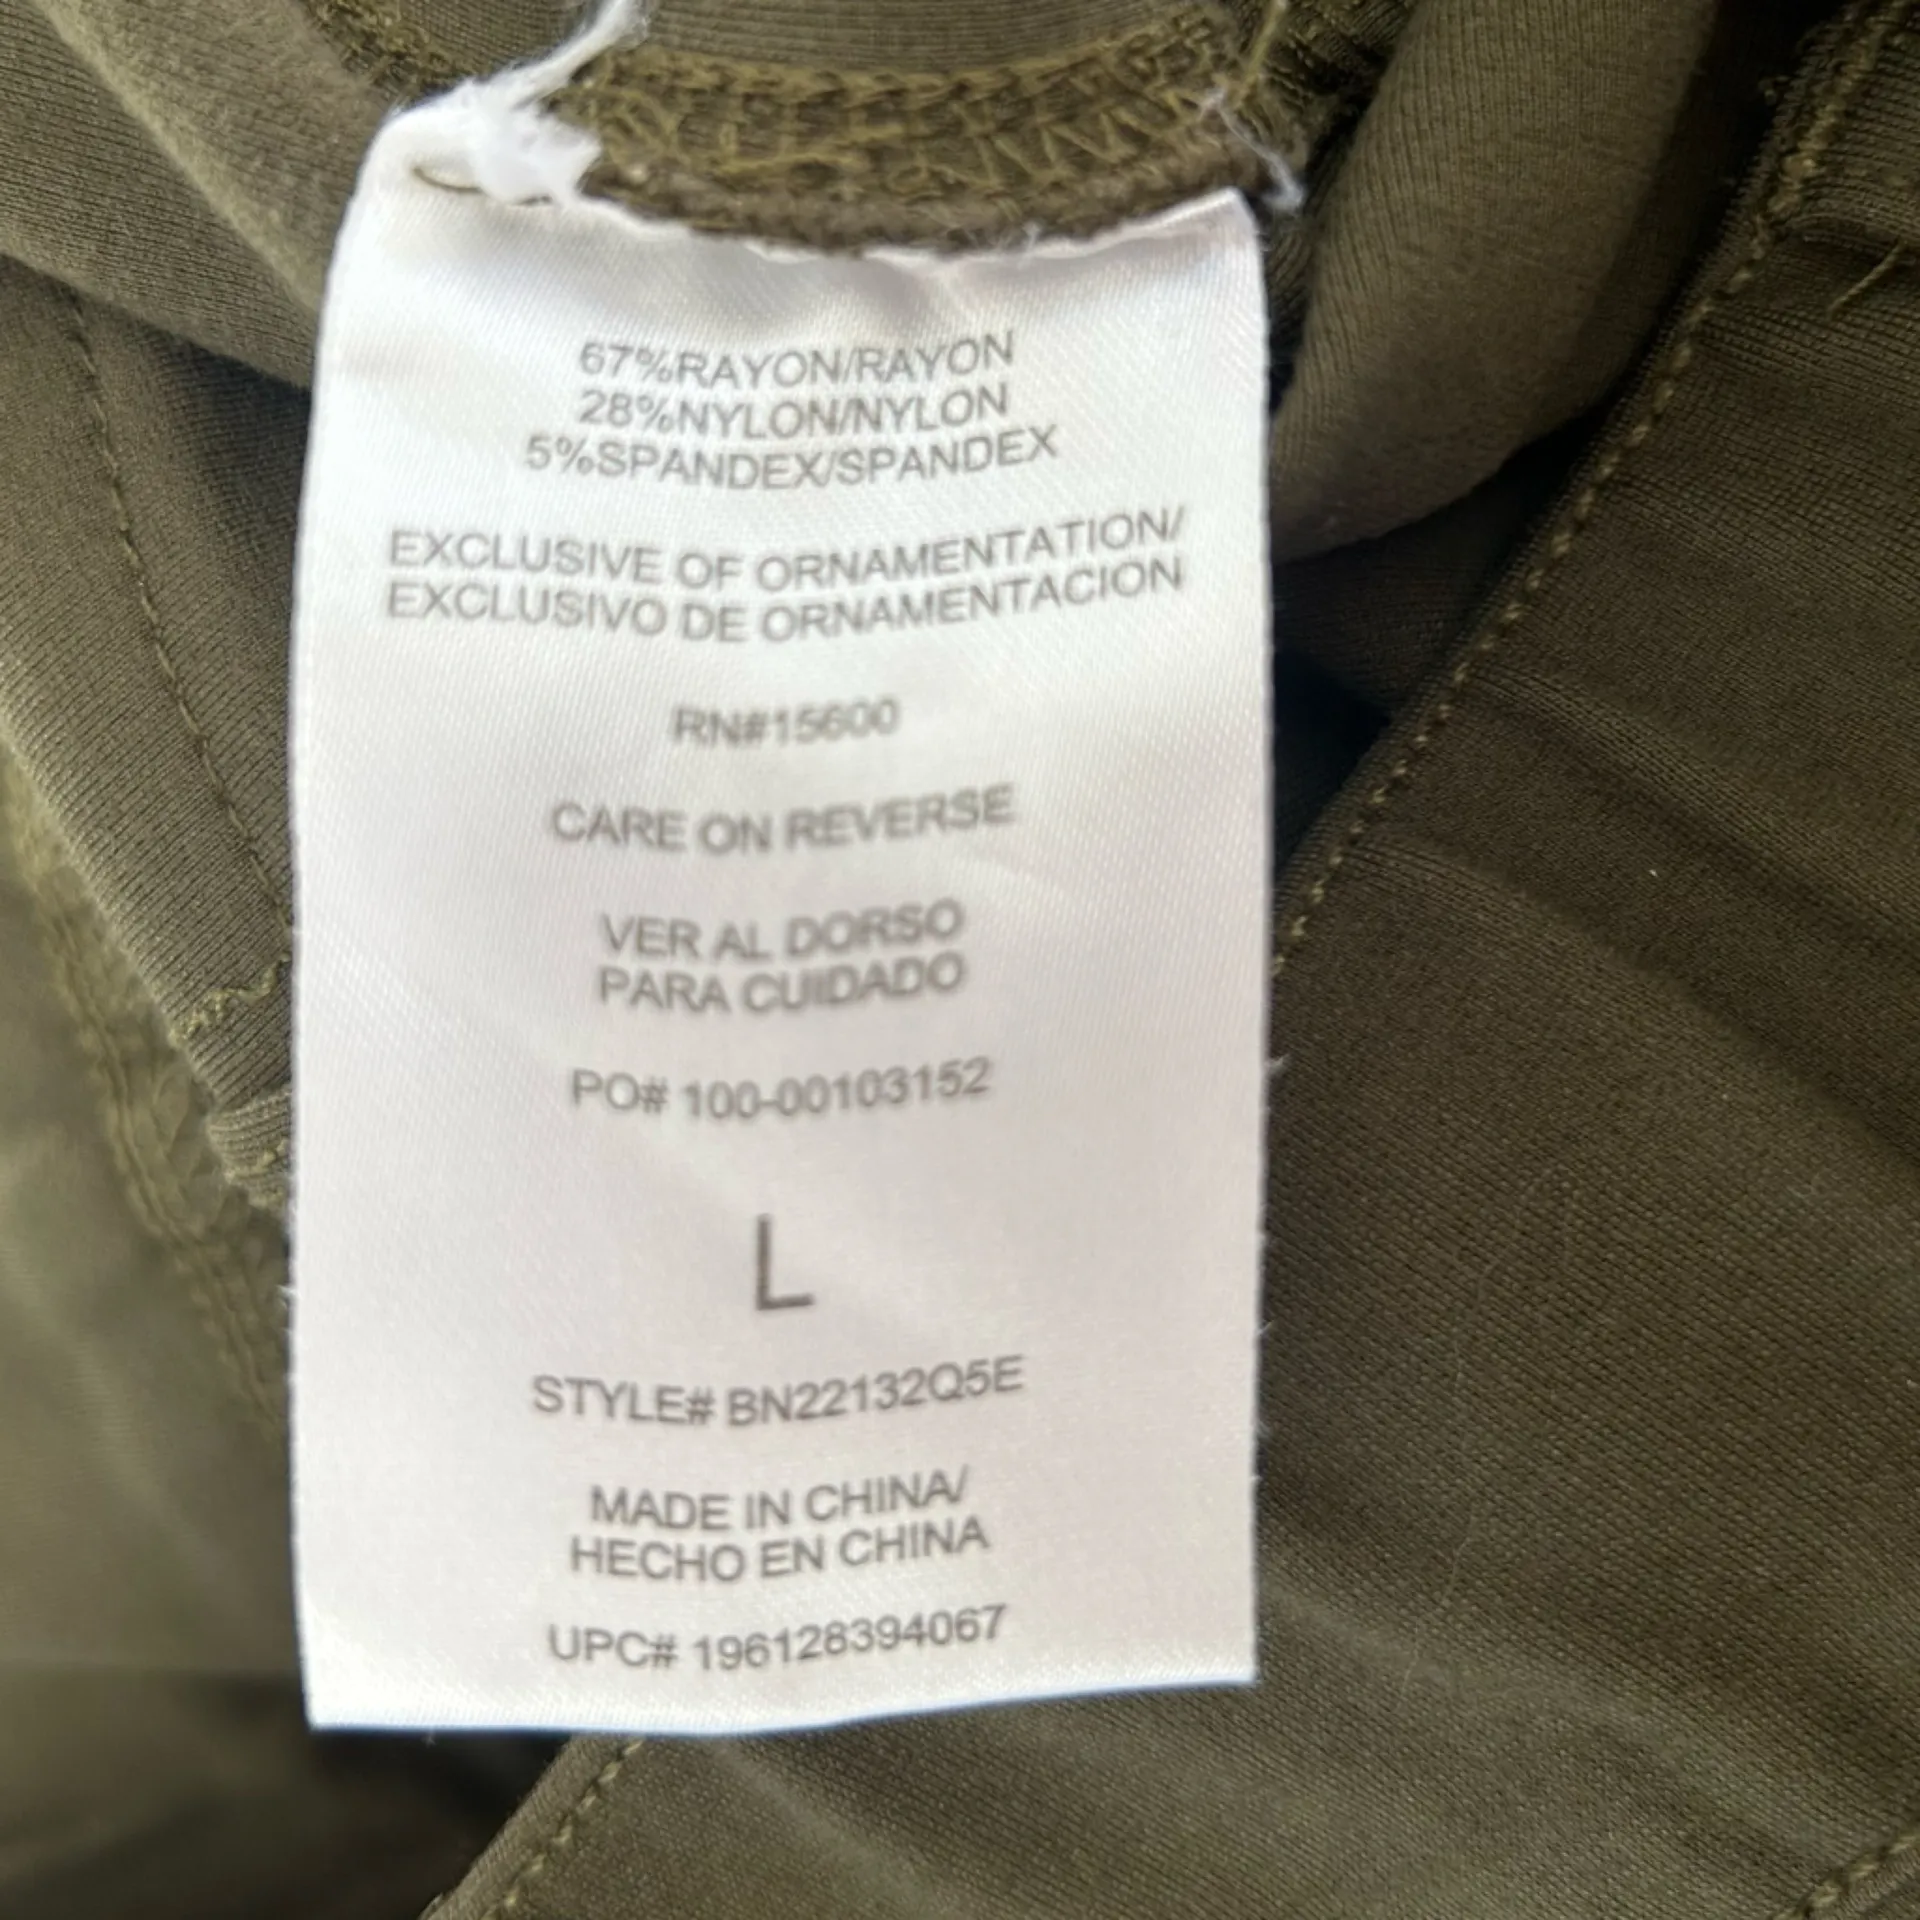 67%RAYON/RAYON
28%NYLON/NYLON
5%SPANDEX/SPANDEX
EXCLUSIVE OF ORNAMENTATION/
EXCLUSIVO DE ORNAMENTACION
RN#15600
CARE ON REVERSE
VER AL DORSO
PARA CUIDADO
PO# 100-00103152
L
STYLE# BN22132Q5E
MADE IN CHINA/
HECHO EN CHINA
UPC# 196128394067